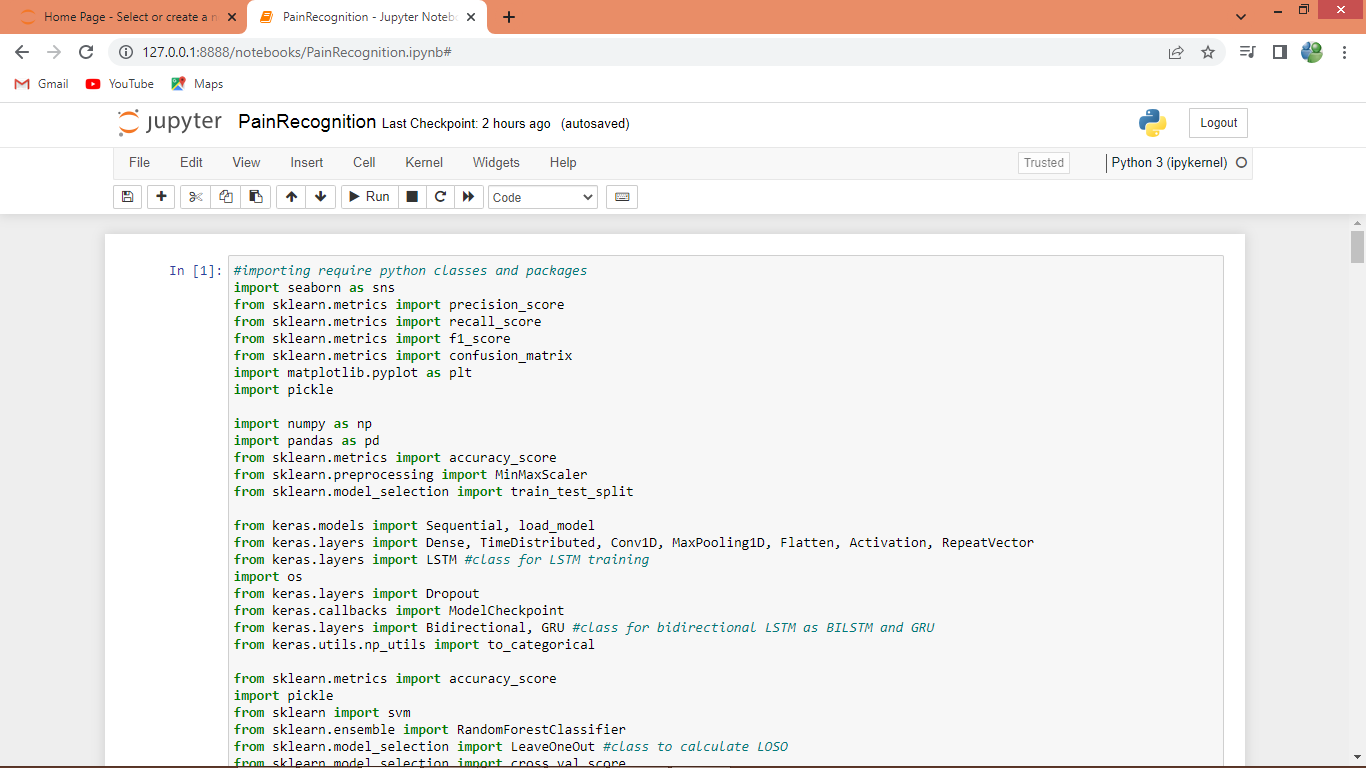 Home Page - Select or create a n
PainRecognition - Jupyter Notebo
127.0.0.1:8888/notebooks/PainRecognition.ipynb#
Gmail YouTube Maps
jupyter PainRecognition Last Checkpoint: 2 hours ago (autosaved)
Logout
File Edit View Insert Cell Kernel Widgets Help
Trusted
Python 3 (ipykernel)
Run
Code
In [1]:
#importing require python classes and packages
import seaborn as sns
from sklearn.metrics import precision_score
from sklearn.metrics import recall_score
from sklearn.metrics import f1_score
from sklearn.metrics import confusion_matrix
import matplotlib.pyplot as plt
import pickle
import numpy as np
import pandas as pd
from sklearn.metrics import accuracy_score
from sklearn.preprocessing import MinMaxScaler
from sklearn.model_selection import train_test_split
from keras.models import Sequential, load_model
from keras.layers import Dense, TimeDistributed, Conv1D, MaxPooling1D, Flatten, Activation, RepeatVector
from keras.layers import LSTM #class for LSTM training
import os
from keras.layers import Dropout
from keras.callbacks import ModelCheckpoint
from keras.layers import Bidirectional, GRU #class for bidirectional LSTM as BILSTM and GRU
from keras.utils.np_utils import to_categorical
from sklearn.metrics import accuracy_score
import pickle
from sklearn import svm
from sklearn.ensemble import RandomForestClassifier
from sklearn.model_selection import LeaveOneOut #class to calculate LOSO
from sklearn.model_selection import cross_val_score